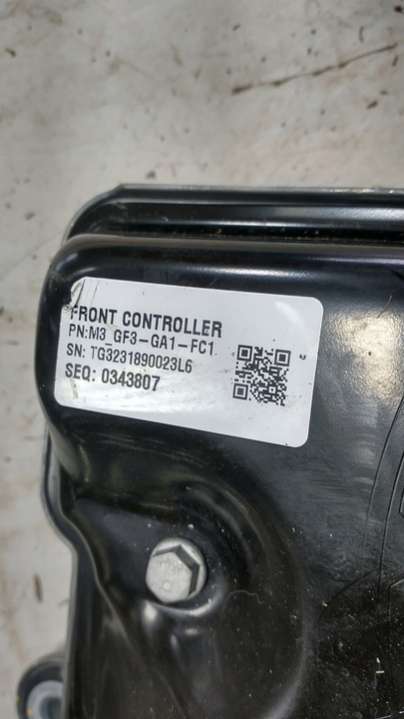 FRONT CONTROLLER
PN:M3_GF3-GA1-FC1
SN: TG3231890023L6
SEQ: 0343807